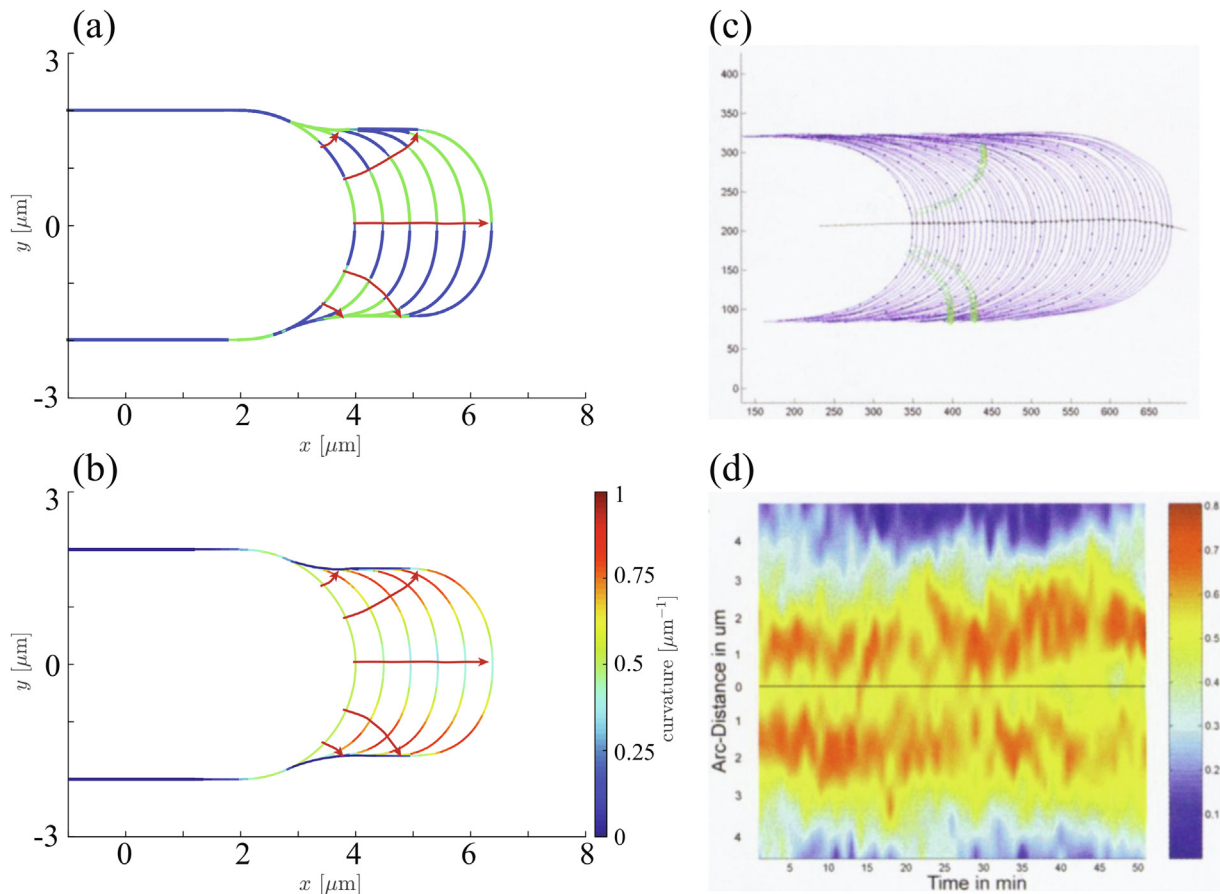 (a)
3
0
-3
y [μm]
0 2 4 6 8
x [μm]
(b)
3
0
-3
y [μm]
0 2 4 6 8
x [μm]
1
0.75
0.5
0.25
0
curvature [μm⁻¹]
(c)
400
350
300
250
200
150
100
50
0
150 200 250 300 350 400 450 500 550 600 650
(d)
4
3
2
1
0
1
2
3
4
Arc-Distance in um
5 10 15 20 25 30 35 40 45 50
Time in min
0.8
0.7
0.6
0.5
0.4
0.3
0.2
0.1